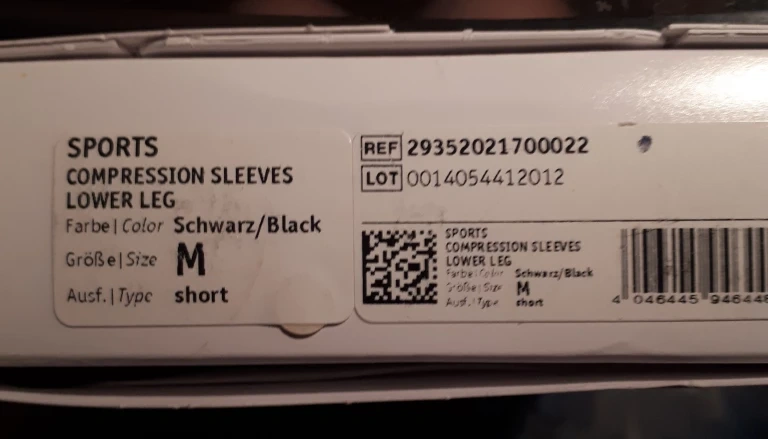 SPORTS
COMPRESSION SLEEVES
LOWER LEG
Farbe|Color Schwarz/Black
Größe|Size M
Ausf.|Type short
REF 29352021700022
LOT 0014054412012
SPORTS
COMPRESSION SLEEVES
LOWER LEG
Farbe|Color Schwarz/Black
Größe|Size M
Ausf.|Type short
4 046445 946448